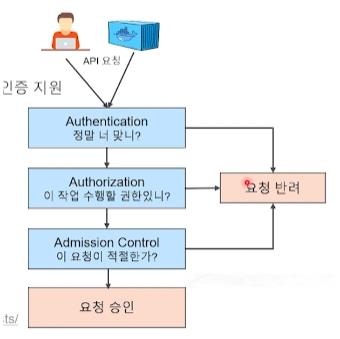 API 요청
인증 지원
Authentication
정말 너 맞니?
Authorization
이 작업 수행할 권한있니?
요청 반려
Admission Control
이 요청이 적절한가?
요청 승인
ts/